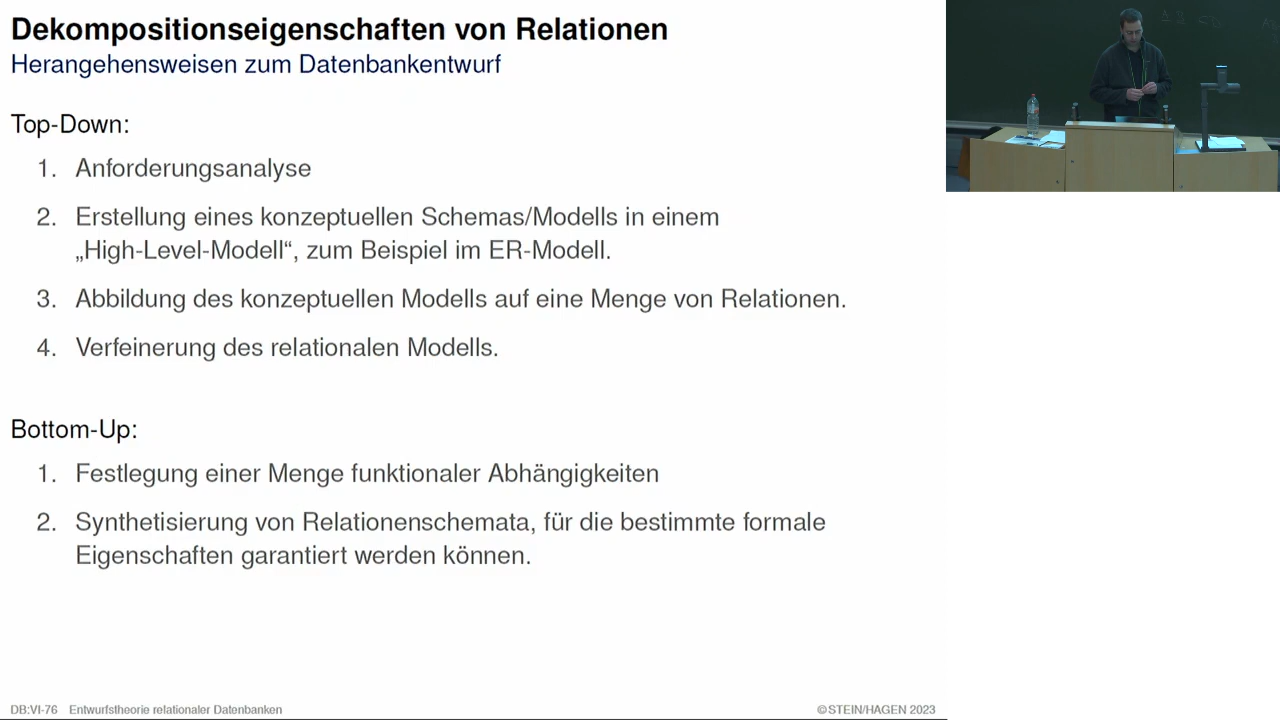 Dekompositionseigenschaften von Relationen
Herangehensweisen zum Datenbankentwurf
Top-Down:
1. Anforderungsanalyse
2. Erstellung eines konzeptuellen Schemas/Modells in einem
„High-Level-Modell“, zum Beispiel im ER-Modell.
3. Abbildung des konzeptuellen Modells auf eine Menge von Relationen.
4. Verfeinerung des relationalen Modells.
Bottom-Up:
1. Festlegung einer Menge funktionaler Abhängigkeiten
2. Synthetisierung von Relationenschemata, für die bestimmte formale
Eigenschaften garantiert werden können.
DB:VI-76 Entwurfstheorie relationaler Datenbanken
©STEIN/HAGEN 2023